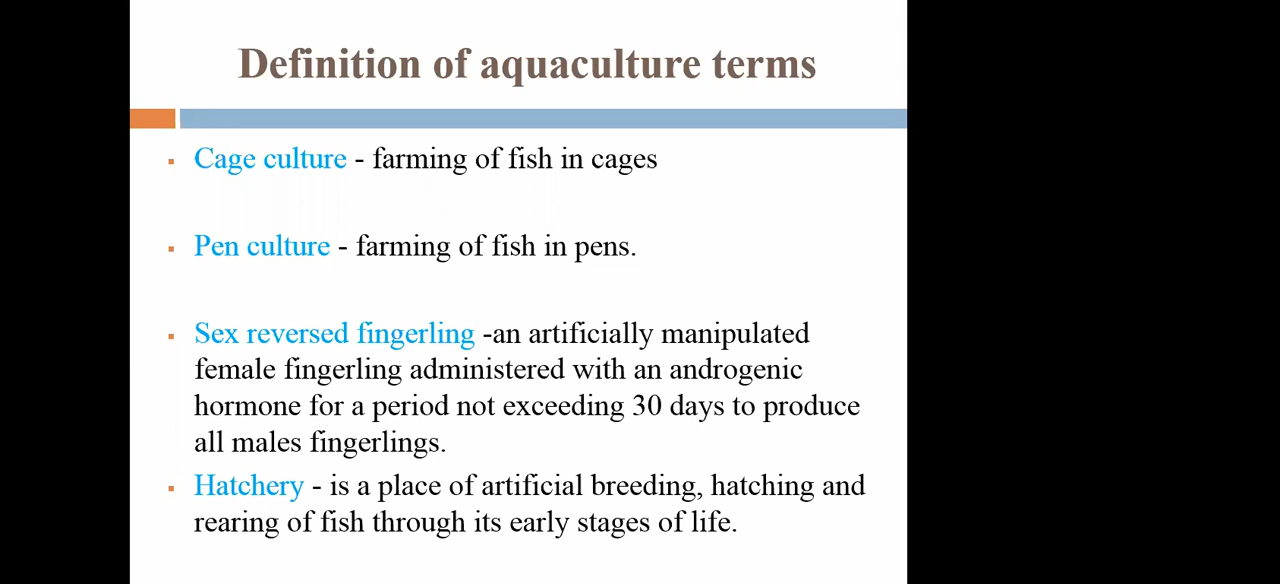 Definition of aquaculture terms
▪ Cage culture - farming of fish in cages
▪ Pen culture - farming of fish in pens.
▪ Sex reversed fingerling -an artificially manipulated
female fingerling administered with an androgenic
hormone for a period not exceeding 30 days to produce
all males fingerlings.
▪ Hatchery - is a place of artificial breeding, hatching and
rearing of fish through its early stages of life.